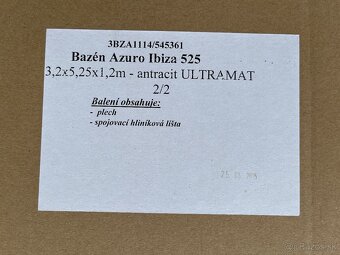 3BZA1114/545361
Bazén Azuro Ibiza 525
3,2x5,25x1,2m - antracit ULTRAMAT
2/2
Balení obsahuje:
- plech
- spojovací hliníková lišta